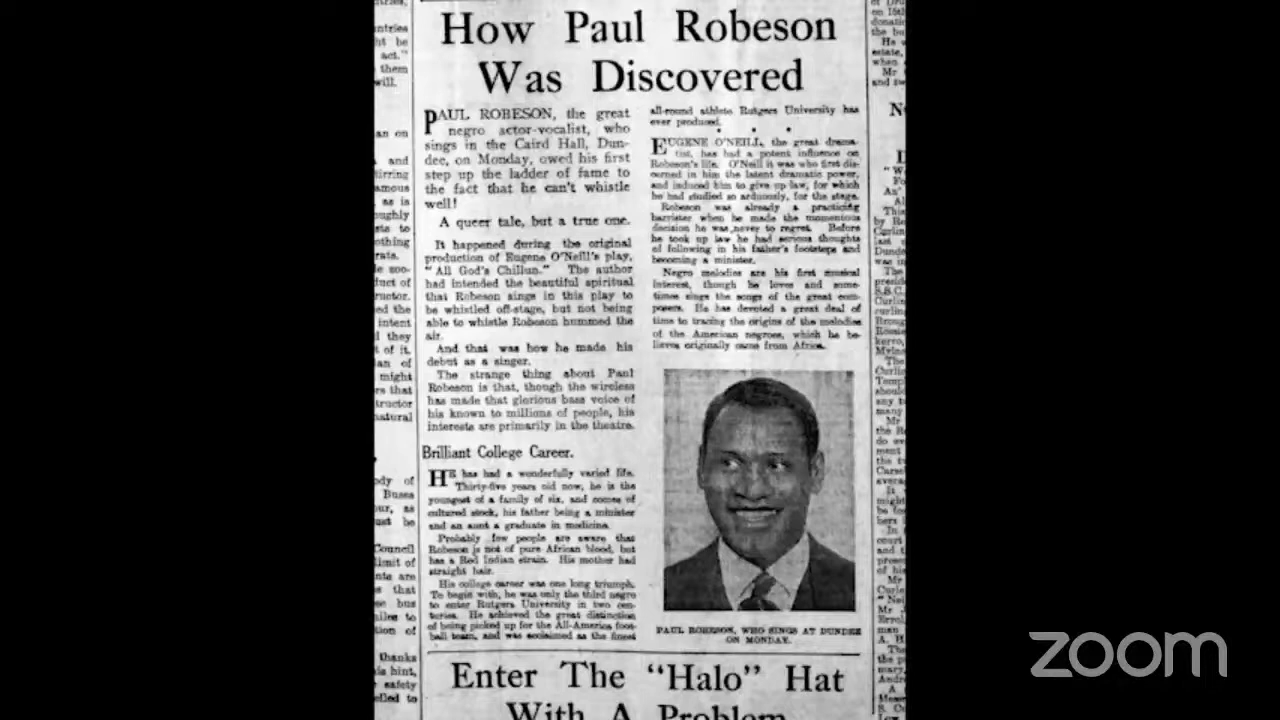 How Paul Robeson
Was Discovered
PAUL ROBESON, the great
negro actor-vocalist, who
sings in the Caird Hall, Dun-
dee, on Monday, owed his first
step up the ladder of fame to
the fact that he can't whistle
well!
A queer tale, but a true one.
It happened during the original
production of Eugene O'Neill's play,
"All God's Chillun." The author
had intended the beautiful spiritual
that Robeson sings in this play to
be whistled off-stage, but not being
able to whistle Robeson hummed the
air.
And that was how he made his
debut as a singer.
The strange thing about Paul
Robeson is that, though the wireless
has made that glorious bass voice of
his known to millions of people, his
interests are primarily in the theatre.
Brilliant College Career.
HE has had a wonderfully varied life.
Thirty-five years old now, he is the
youngest of a family of six, and comes of
cultured stock, his father being a minister
and an aunt a graduate in medicine.
Probably few people are aware that
Robeson is not of pure African blood, but
has a Red Indian strain. His mother had
straight hair.
His college career was one long triumph.
To begin with, he was only the third negro
to enter Rutgers University in two cen-
turies. He achieved the great distinction
of being picked up for the All-America foot-
ball team, and was acclaimed as the finest
all-round athlete Rutgers University has
ever produced.
EUGENE O'NEILL, the great drama-
tist, has had a potent influence on
Robeson's life. O'Neill it was who first dis-
cerned in him the latent dramatic power,
and induced him to give up law, for which
he had studied so arduously, for the stage.
Robeson was already a practising
barrister when he made the momentous
decision he was never to regret. Before
he took up law he had serious thoughts
of following in his father's footsteps and
becoming a minister.
Negro melodies are his first musical
interest, though he loves and some-
times sings the songs of the great com-
posers. He has devoted a great deal of
time to tracing the origins of the melodies
of the American negroes, which he be-
lieves originally came from Africa.
PAUL ROBESON, WHO SINGS AT DUNDEE
ON MONDAY.
Enter The "Halo" Hat
With A Problem
zoom